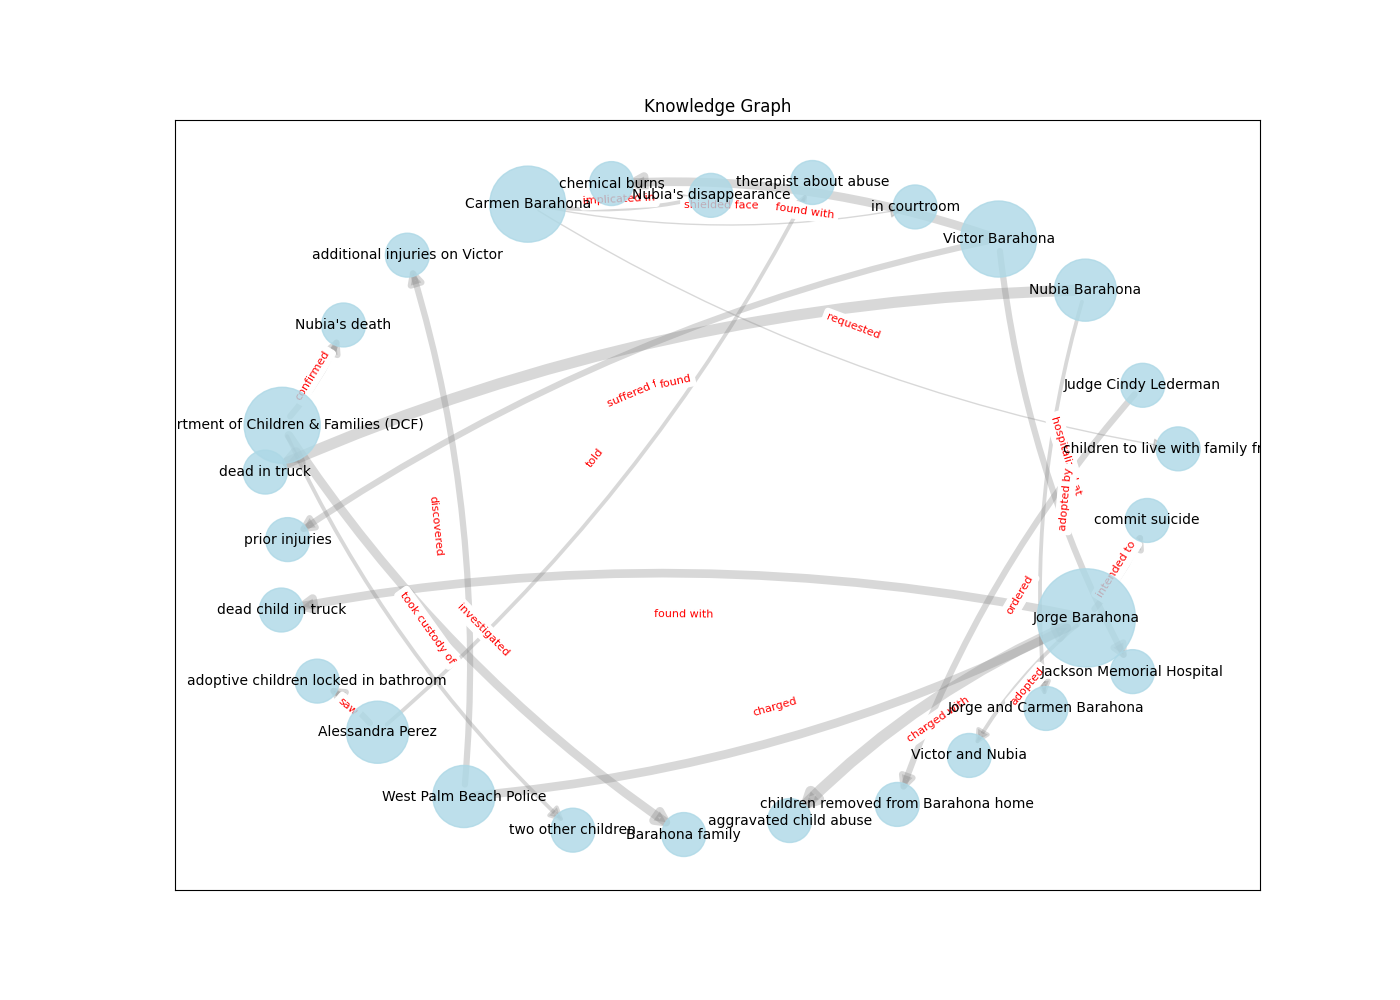 Knowledge Graph
chemical burns
therapist about abuse
Nubia's disappearance
Carmen Barahona
implicated in
shielded face
found with
in courtroom
Victor Barahona
additional injuries on Victor
Nubia Barahona
Nubia's death
requested
confirmed
suffered f
found
Judge Cindy Lederman
rtment of Children & Families (DCF)
told
children to live with family fr
dead in truck
adopted by
discovered
commit suicide
prior injuries
intended to
ordered
dead child in truck
found with
took custody of
investigated
Jorge Barahona
Jackson Memorial Hospital
adoptive children locked in bathroom
adopted
saw
charged
charged with
Jorge and Carmen Barahona
Alessandra Perez
Victor and Nubia
West Palm Beach Police
children removed from Barahona home
aggravated child abuse
two other children
Barahona family